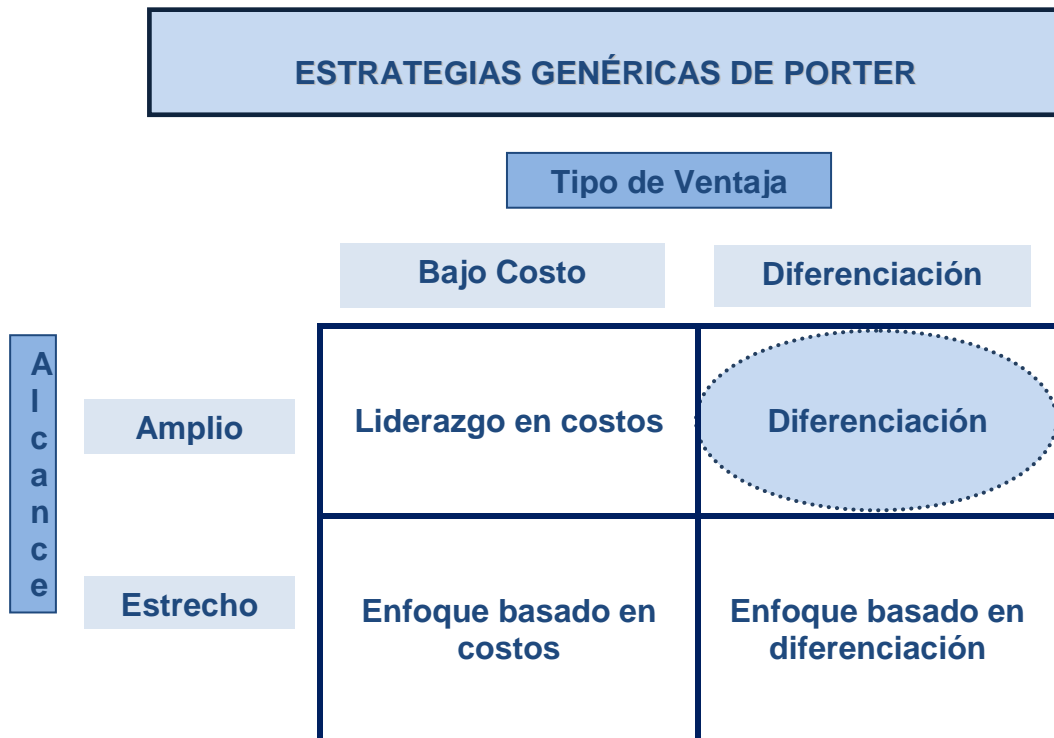 ESTRATEGIAS GENÉRICAS DE PORTER
Tipo de Ventaja
Bajo Costo
Diferenciación
Alcance
Amplio
Liderazgo en costos
Diferenciación
Estrecho
Enfoque basado en
costos
Enfoque basado en
diferenciación